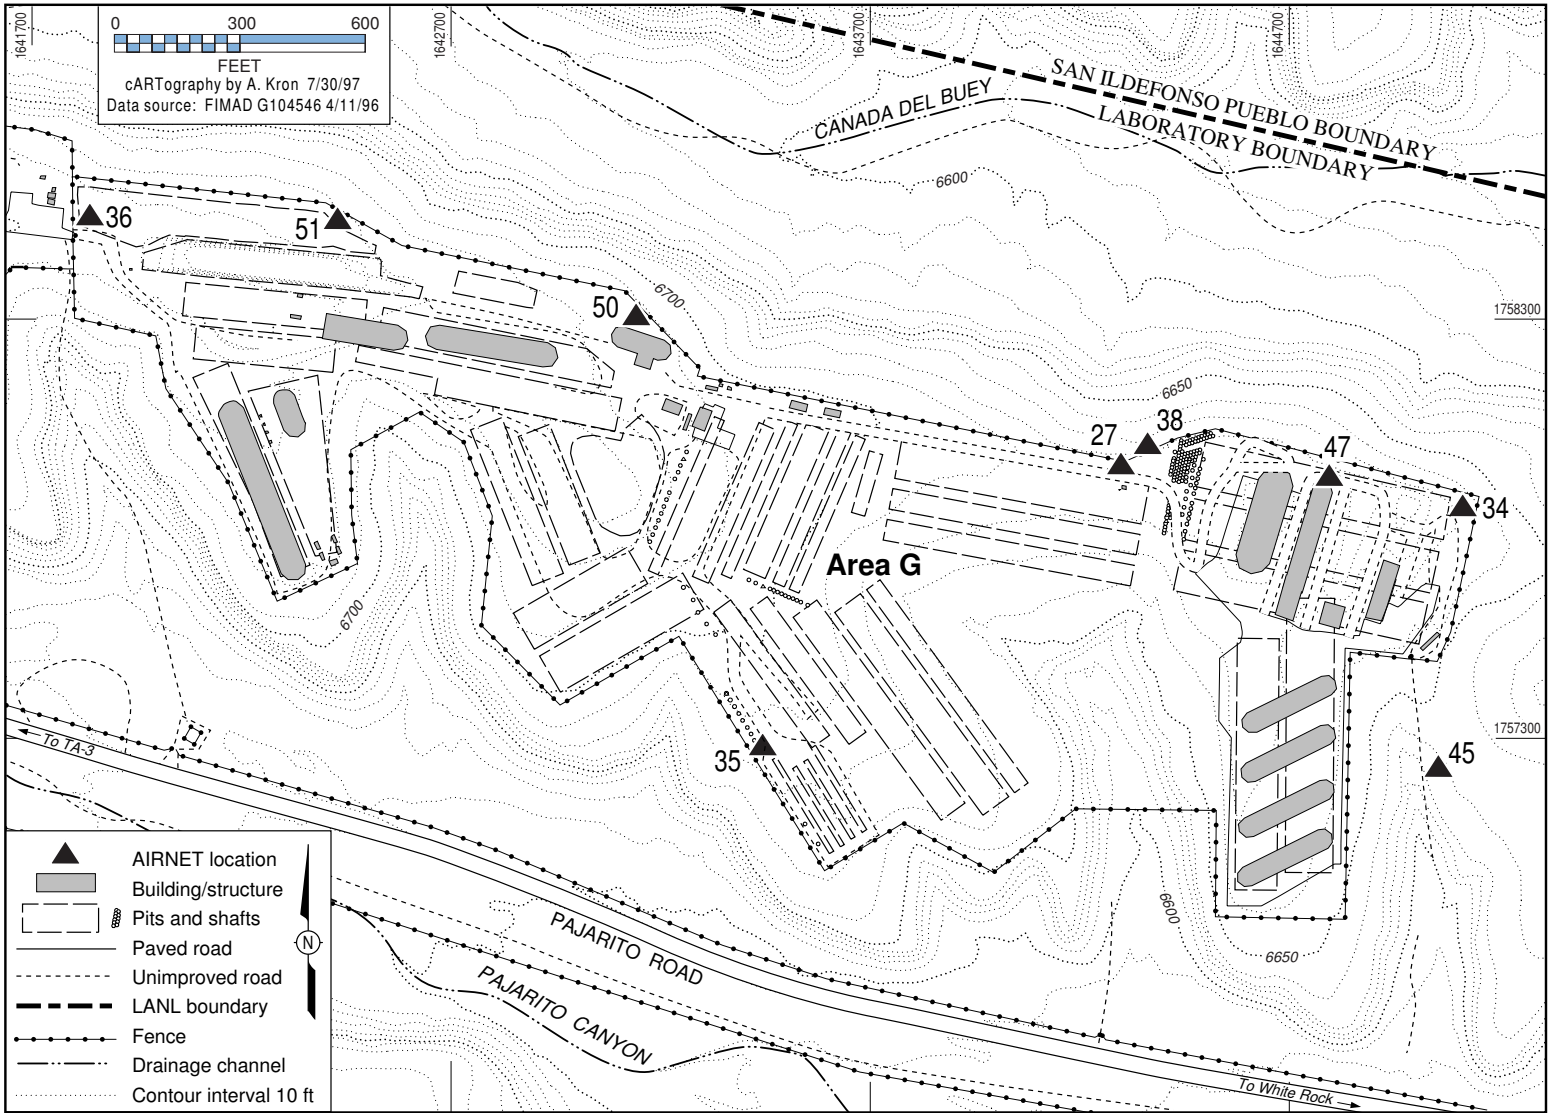 1641700
1642700
1643700
1644700
0 300 600
FEET
cARTography by A. Kron 7/30/97
Data source: FIMAD G104546 4/11/96
SAN ILDEFONSO PUEBLO BOUNDARY
LABORATORY BOUNDARY
CANADA DEL BUEY
6600
36
51
50
6700
1758300
6650
27
38
47
34
Area G
6700
35
45
1757300
To TA-3
6600
6650
PAJARITO ROAD
PAJARITO CANYON
To White Rock
AIRNET location
Building/structure
Pits and shafts
Paved road
Unimproved road
LANL boundary
Fence
Drainage channel
Contour interval 10 ft
N